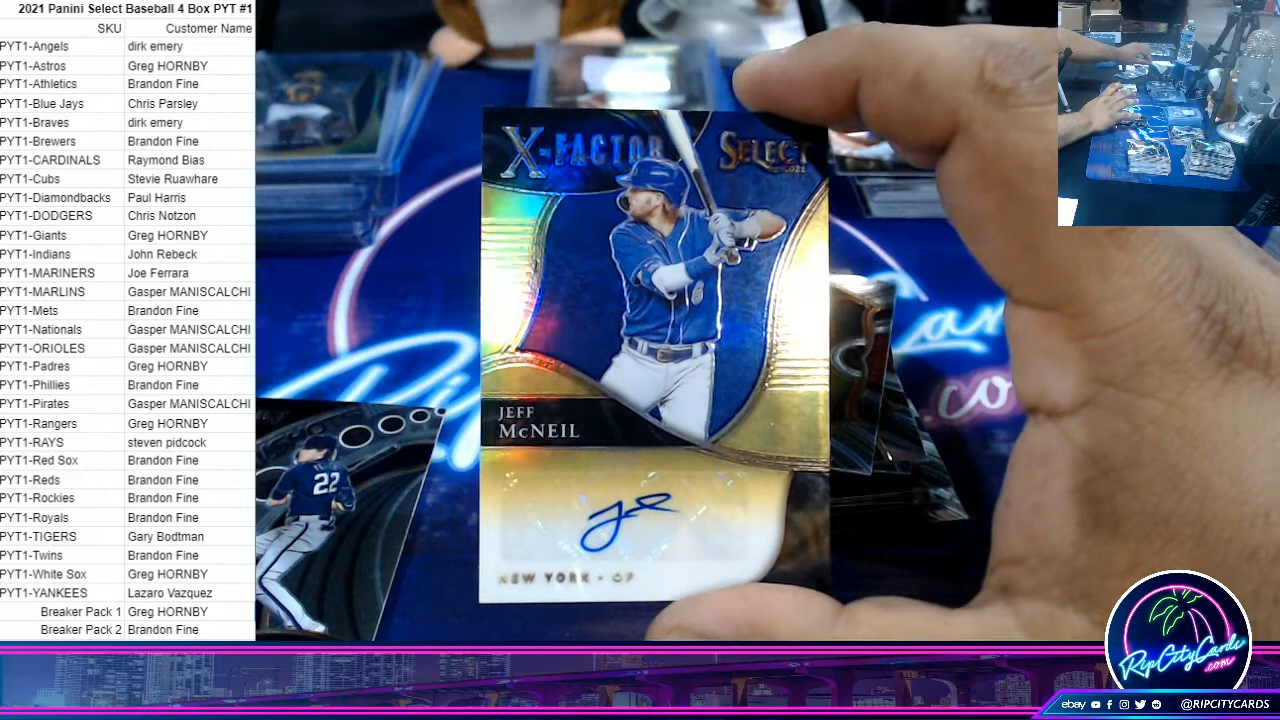 2021 Panini Select Baseball 4 Box PYT #1
SKU Customer Name
PYT1-Angels dirk emery
PYT1-Astros Greg HORNBY
PYT1-Athletics Brandon Fine
PYT1-Blue Jays Chris Parsley
PYT1-Braves dirk emery
PYT1-Brewers Brandon Fine
PYT1-CARDINALS Raymond Bias
PYT1-Cubs Stevie Ruawhare
PYT1-Diamondbacks Paul Harris
PYT1-DODGERS Chris Notzon
PYT1-Giants Greg HORNBY
PYT1-Indians John Rebeck
PYT1-MARINERS Joe Ferrara
PYT1-MARLINS Gasper MANISCALCHI
PYT1-Mets Brandon Fine
PYT1-Nationals Gasper MANISCALCHI
PYT1-ORIOLES Gasper MANISCALCHI
PYT1-Padres Greg HORNBY
PYT1-Phillies Brandon Fine
PYT1-Pirates Gasper MANISCALCHI
PYT1-Rangers Greg HORNBY
PYT1-RAYS steven pidcock
PYT1-Red Sox Brandon Fine
PYT1-Reds Brandon Fine
PYT1-Rockies Brandon Fine
PYT1-Royals Brandon Fine
PYT1-TIGERS Gary Bodtman
PYT1-Twins Brandon Fine
PYT1-White Sox Greg HORNBY
PYT1-YANKEES Lazaro Vazquez
Breaker Pack 1 Greg HORNBY
Breaker Pack 2 Brandon Fine
X-FACTOR SELECT
2021
6
JEFF
McNEIL
NEW YORK - OF
22
co
RipCityCards
.com
ebay @RIPCITYCARDS